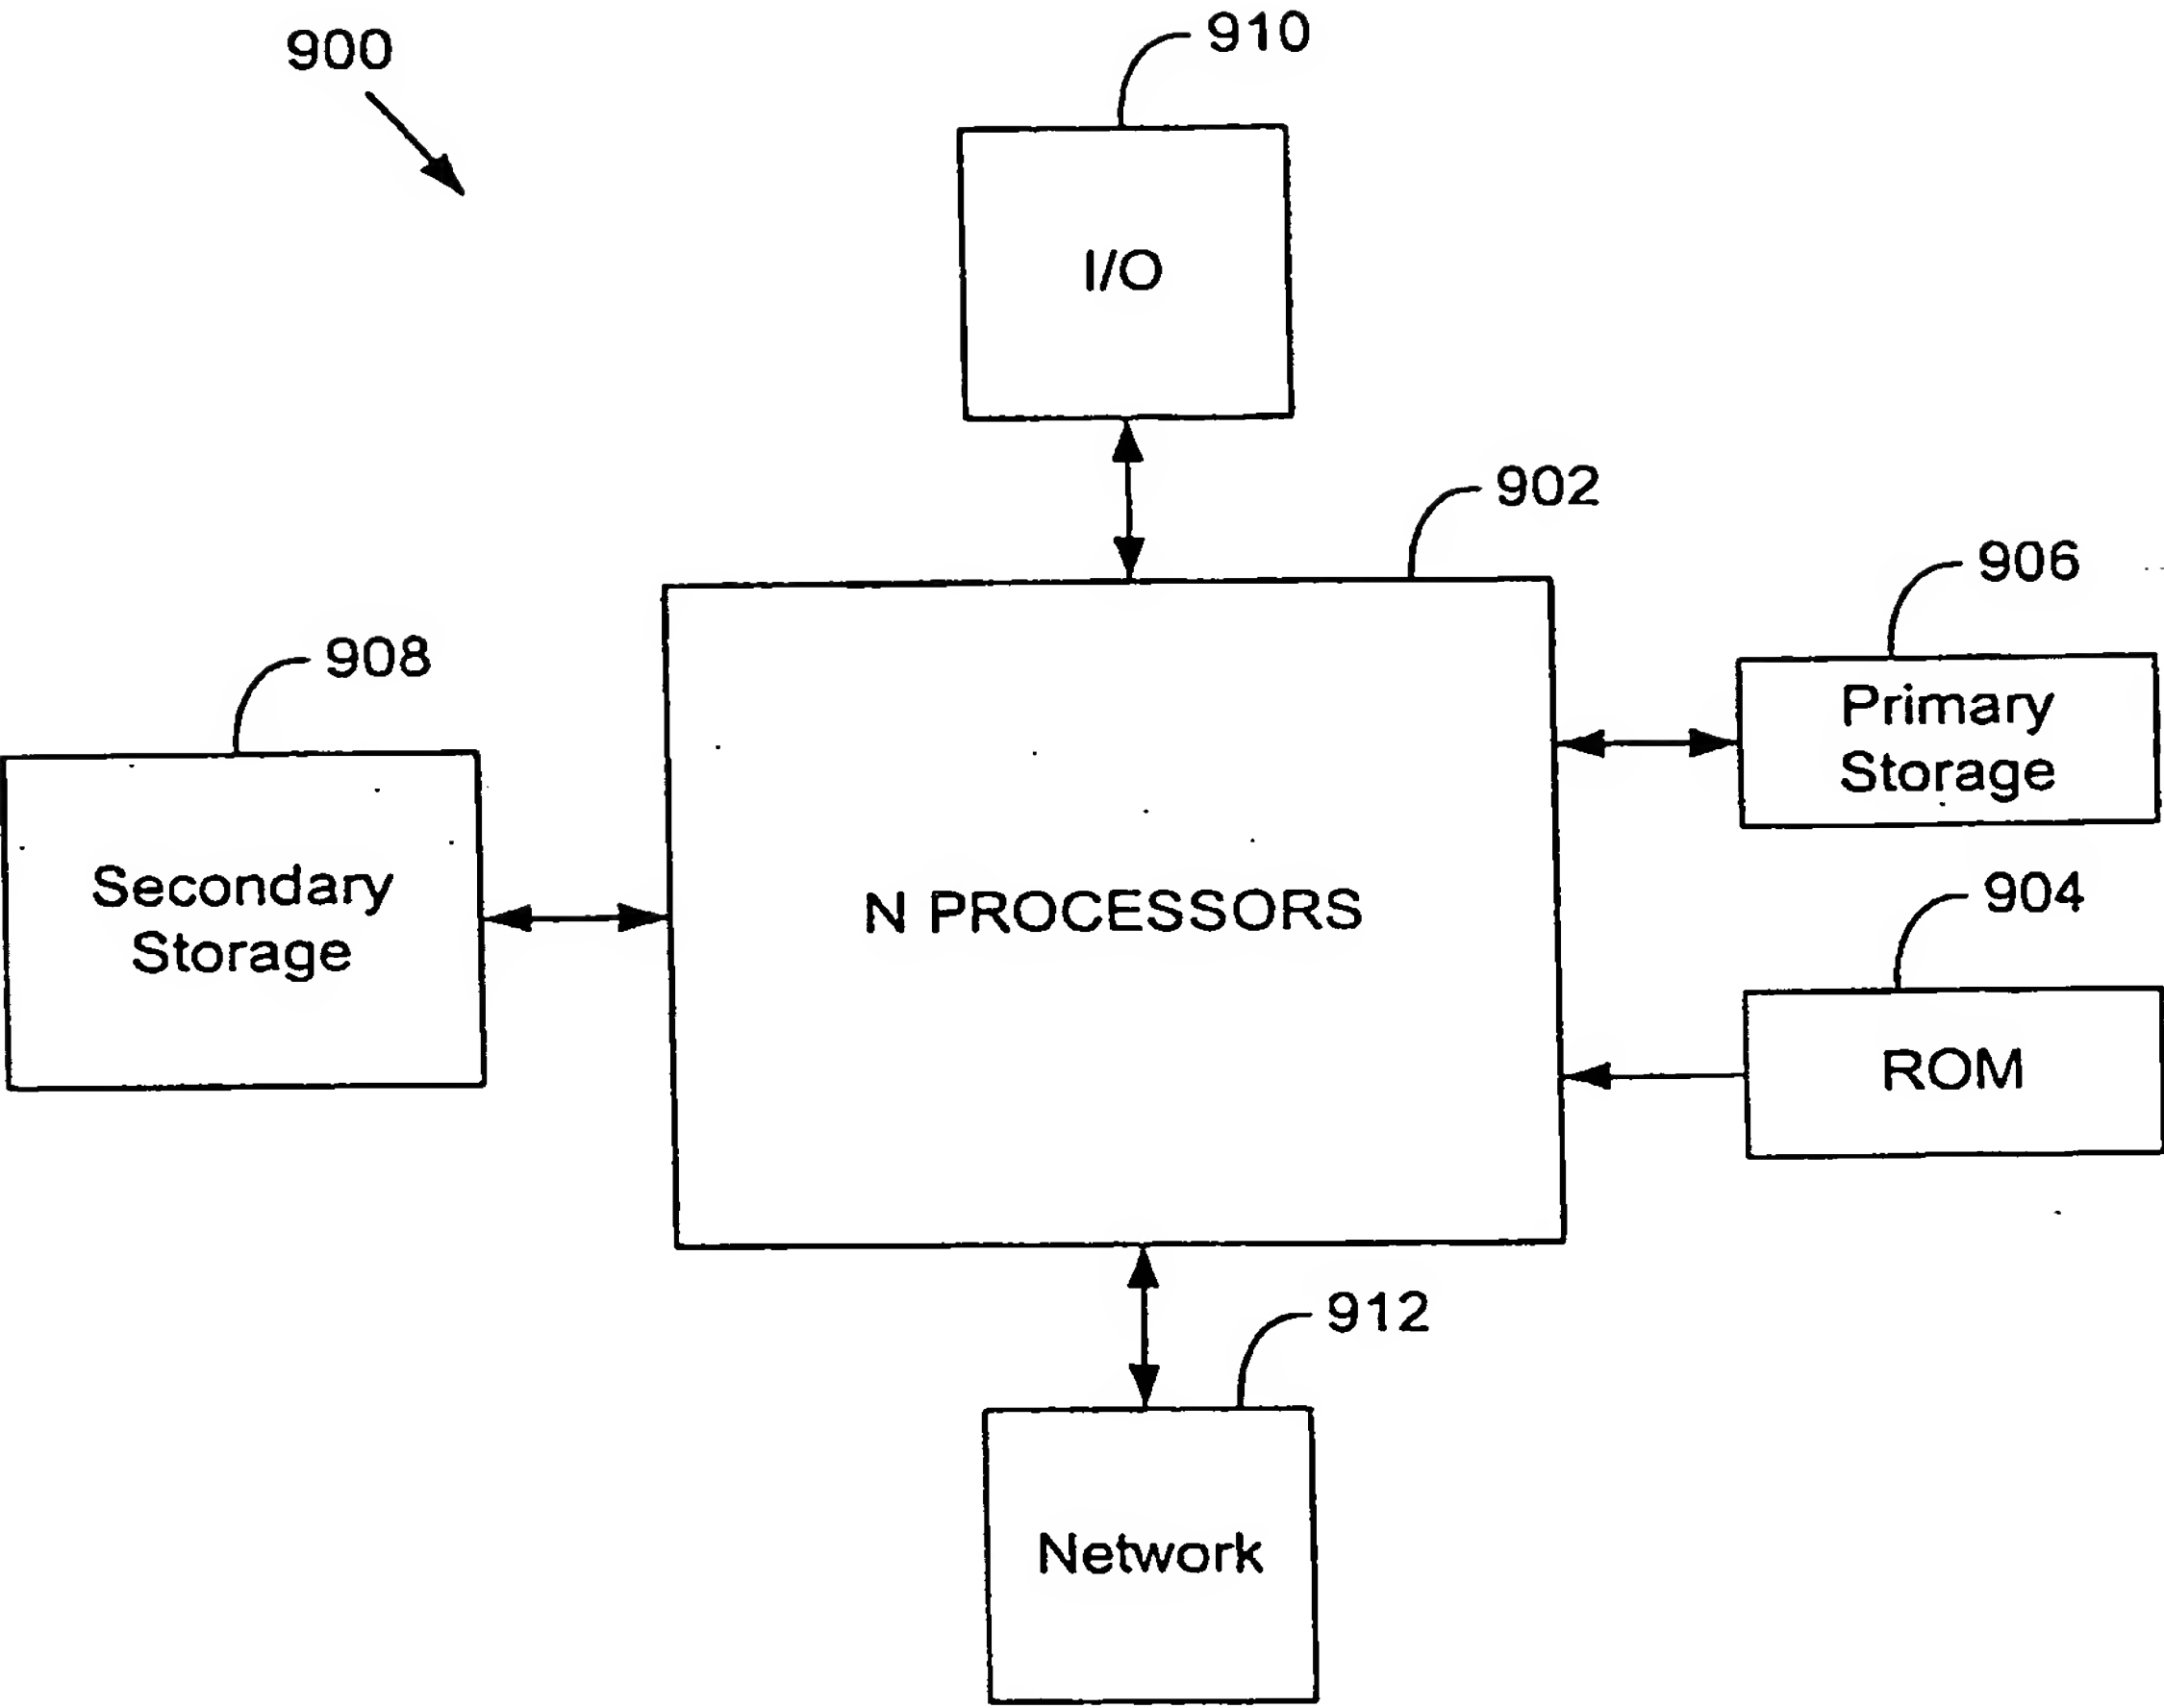 900
910
I/O
902
906
Primary
Storage
908
Secondary
Storage
N PROCESSORS
904
ROM
912
Network